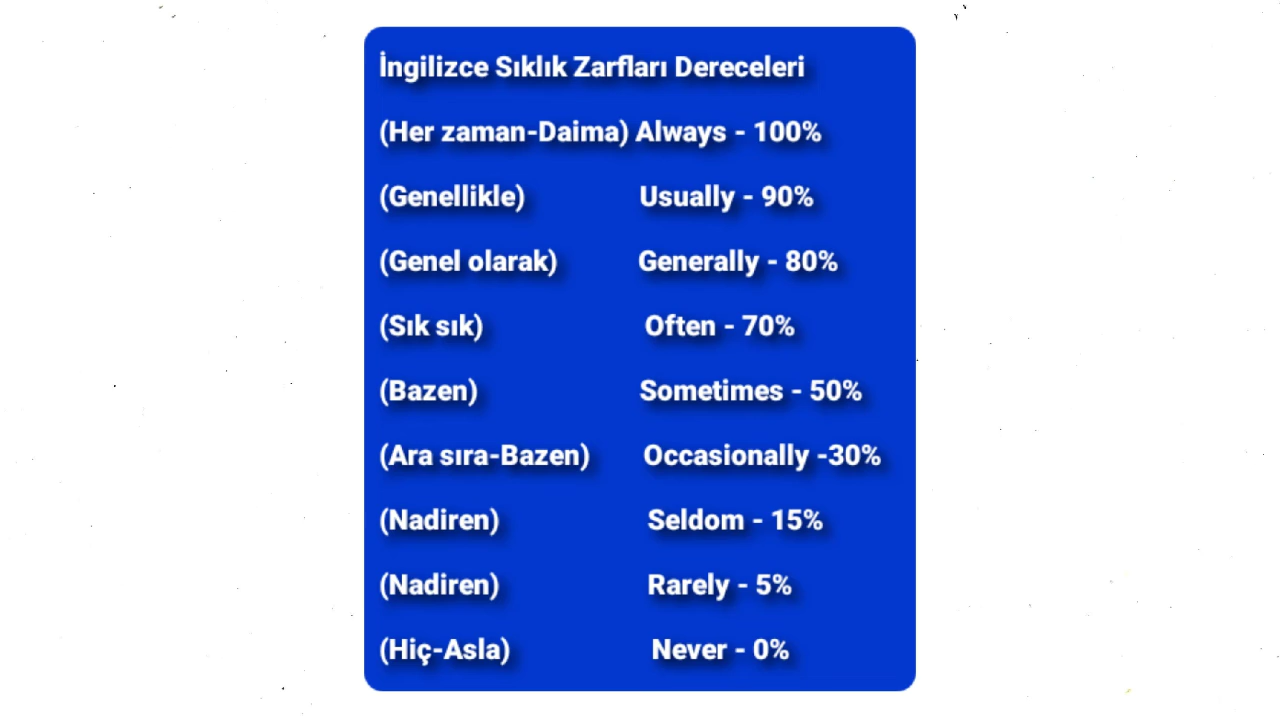 İngilizce Sıklık Zarfları Dereceleri
(Her zaman-Daima) Always - 100%
(Genellikle) Usually - 90%
(Genel olarak) Generally - 80%
(Sık sık) Often - 70%
(Bazen) Sometimes - 50%
(Ara sıra-Bazen) Occasionally -30%
(Nadiren) Seldom - 15%
(Nadiren) Rarely - 5%
(Hiç-Asla) Never - 0%